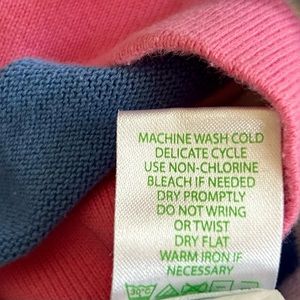 MACHINE WASH COLD
DELICATE CYCLE
USE NON-CHLORINE
BLEACH IF NEEDED
DRY PROMPTLY
DO NOT WRING
OR TWIST
DRY FLAT
WARM IRON IF
NECESSARY
30°C